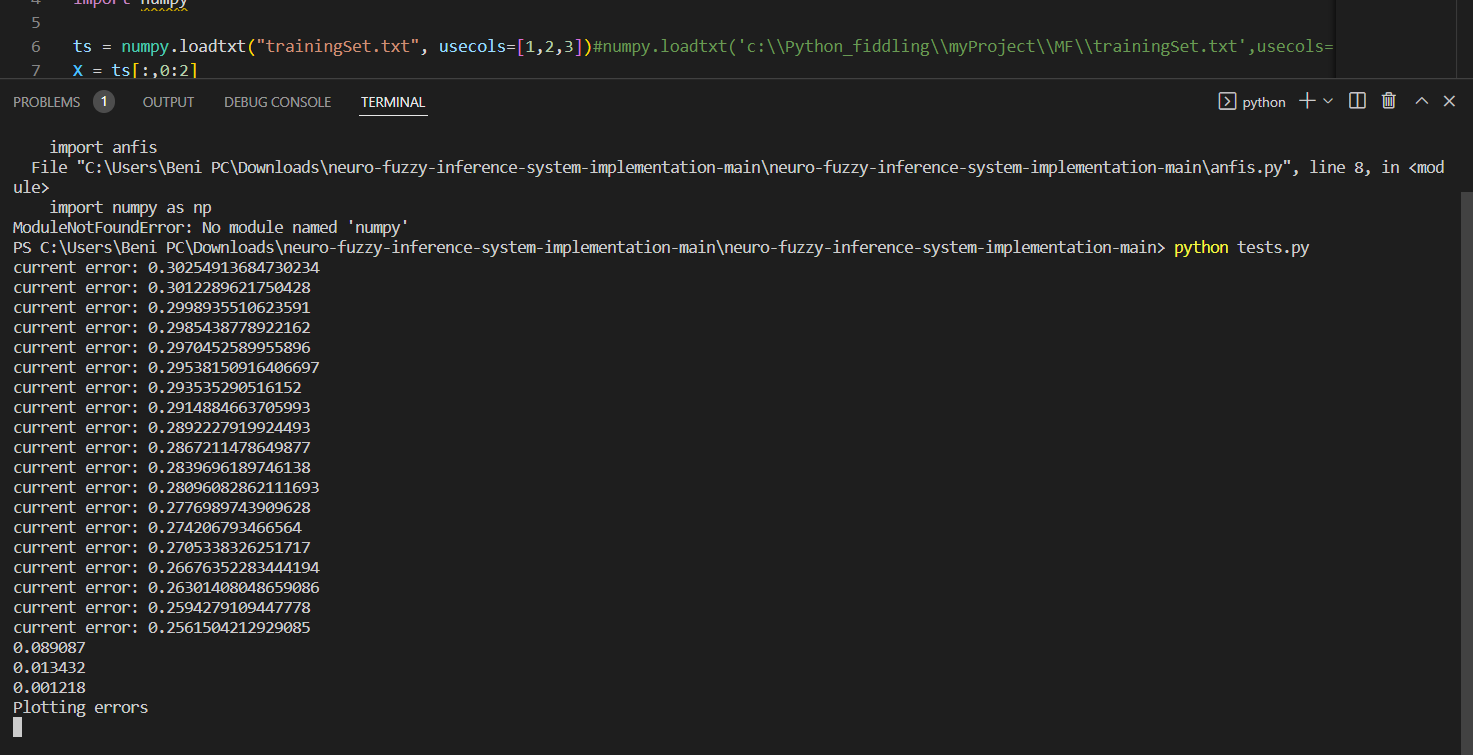 4 import numpy
5
6 ts = numpy.loadtxt("trainingSet.txt", usecols=[1,2,3])#numpy.loadtxt('c:\\Python_fiddling\\myProject\\MF\\trainingSet.txt',usecols=
7 X = ts[:,0:2]
PROBLEMS 1 OUTPUT DEBUG CONSOLE TERMINAL python
import anfis
File "C:\Users\Beni PC\Downloads\neuro-fuzzy-inference-system-implementation-main\neuro-fuzzy-inference-system-implementation-main\anfis.py", line 8, in <mod
ule>
import numpy as np
ModuleNotFoundError: No module named 'numpy'
PS C:\Users\Beni PC\Downloads\neuro-fuzzy-inference-system-implementation-main\neuro-fuzzy-inference-system-implementation-main> python tests.py
current error: 0.30254913684730234
current error: 0.3012289621750428
current error: 0.2998935510623591
current error: 0.2985438778922162
current error: 0.2970452589955896
current error: 0.29538150916406697
current error: 0.293535290516152
current error: 0.2914884663705993
current error: 0.2892227919924493
current error: 0.2867211478649877
current error: 0.2839696189746138
current error: 0.28096082862111693
current error: 0.2776989743909628
current error: 0.274206793466564
current error: 0.2705338326251717
current error: 0.26676352283444194
current error: 0.26301408048659086
current error: 0.2594279109447778
current error: 0.2561504212929085
0.089087
0.013432
0.001218
Plotting errors